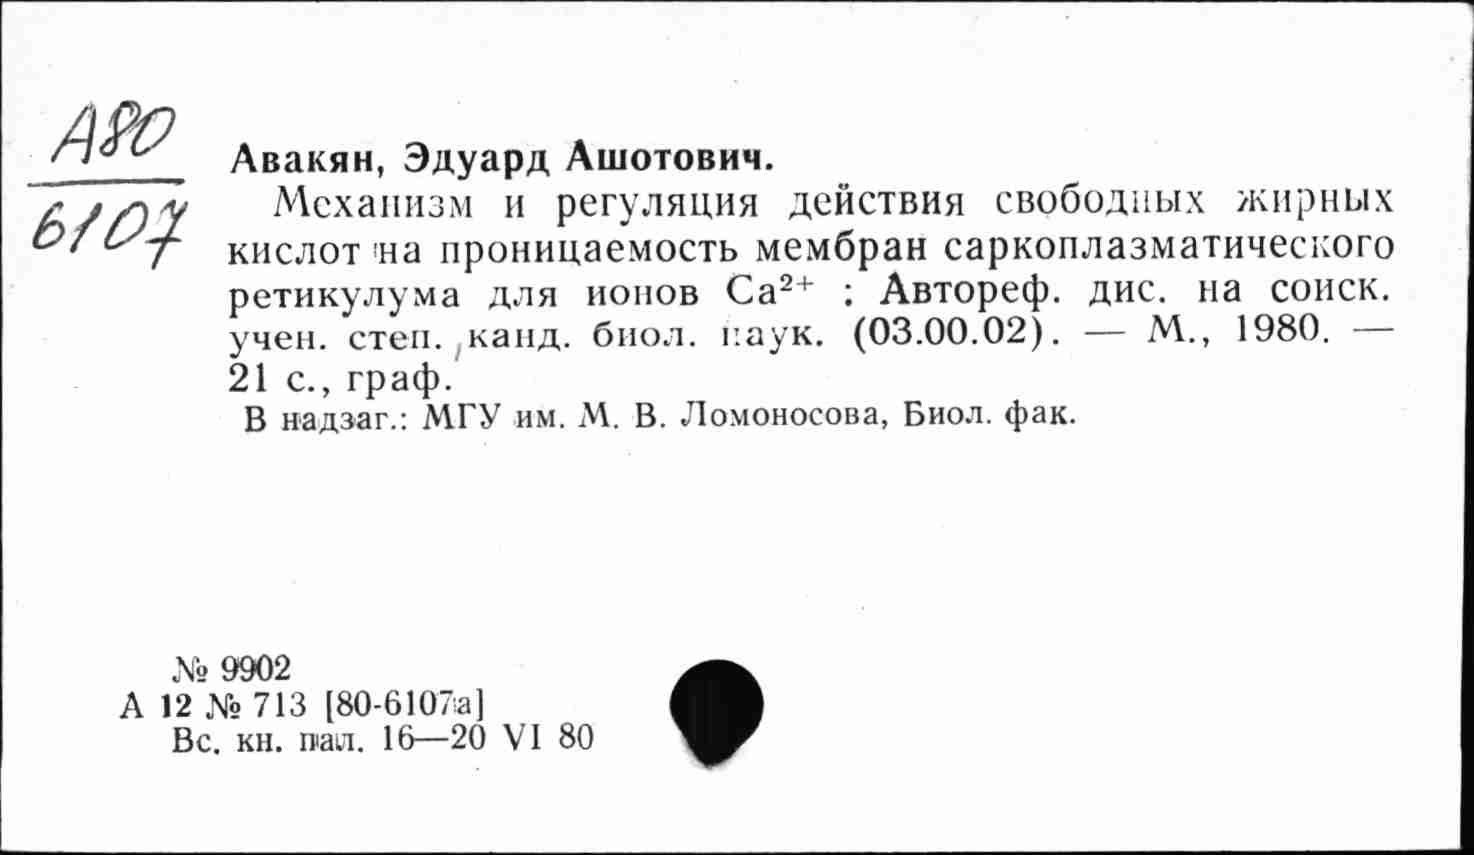 А80
6107
Авакян, Эдуард Ашотович.
Механизм и регуляция действия свободных жирных
кислот на проницаемость мембран саркоплазматического
ретикулума для ионов Ca²⁺ : Автореф. дис. на соиск.
учен. степ. канд. биол. наук. (03.00.02). — М., 1980. —
21 с., граф.
В надзаг.: МГУ им. М. В. Ломоносова, Биол. фак.
№ 9902
А 12 № 713 [80-6107а]
Вс. кн. пал. 16—20 VI 80